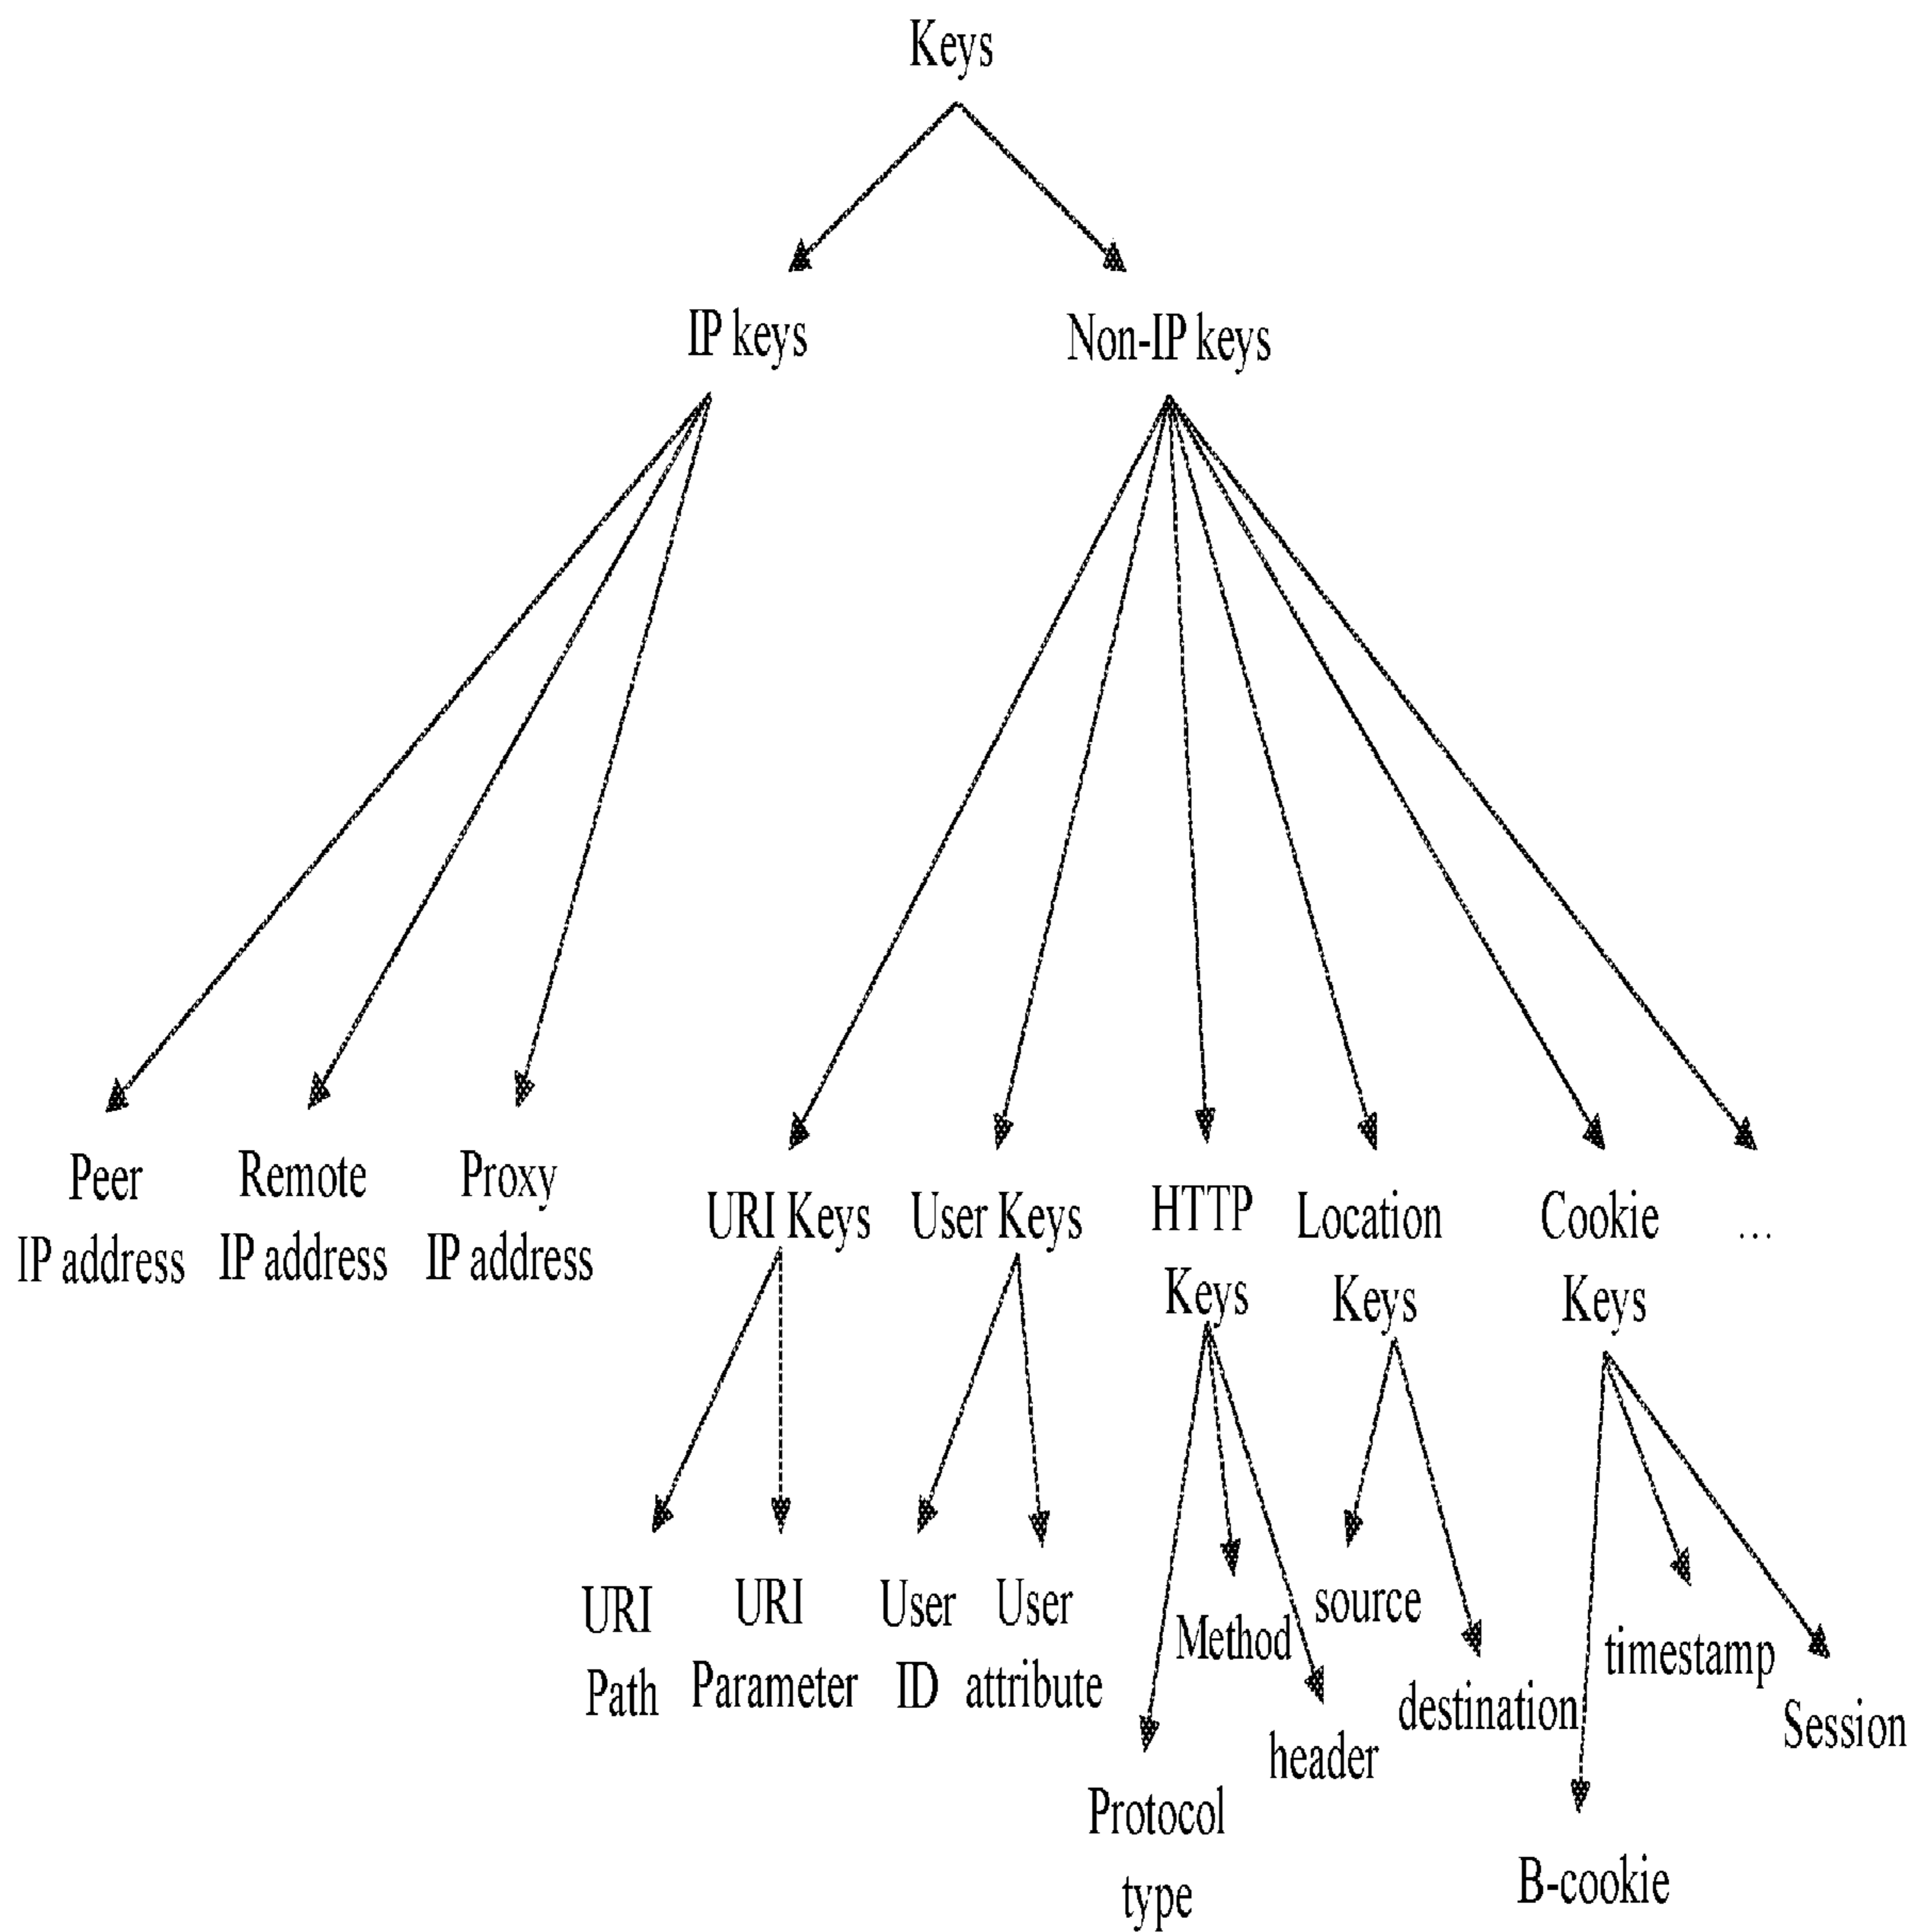 Keys
IP keys
Non-IP keys
Peer
IP address
Remote
IP address
Proxy
IP address
URI Keys
User Keys
HTTP
Keys
Location
Keys
Cookie
Keys
...
URI
Path
URI
Parameter
User
ID
User
attribute
Protocol
type
Method
header
source
destination
B-cookie
timestamp
Session